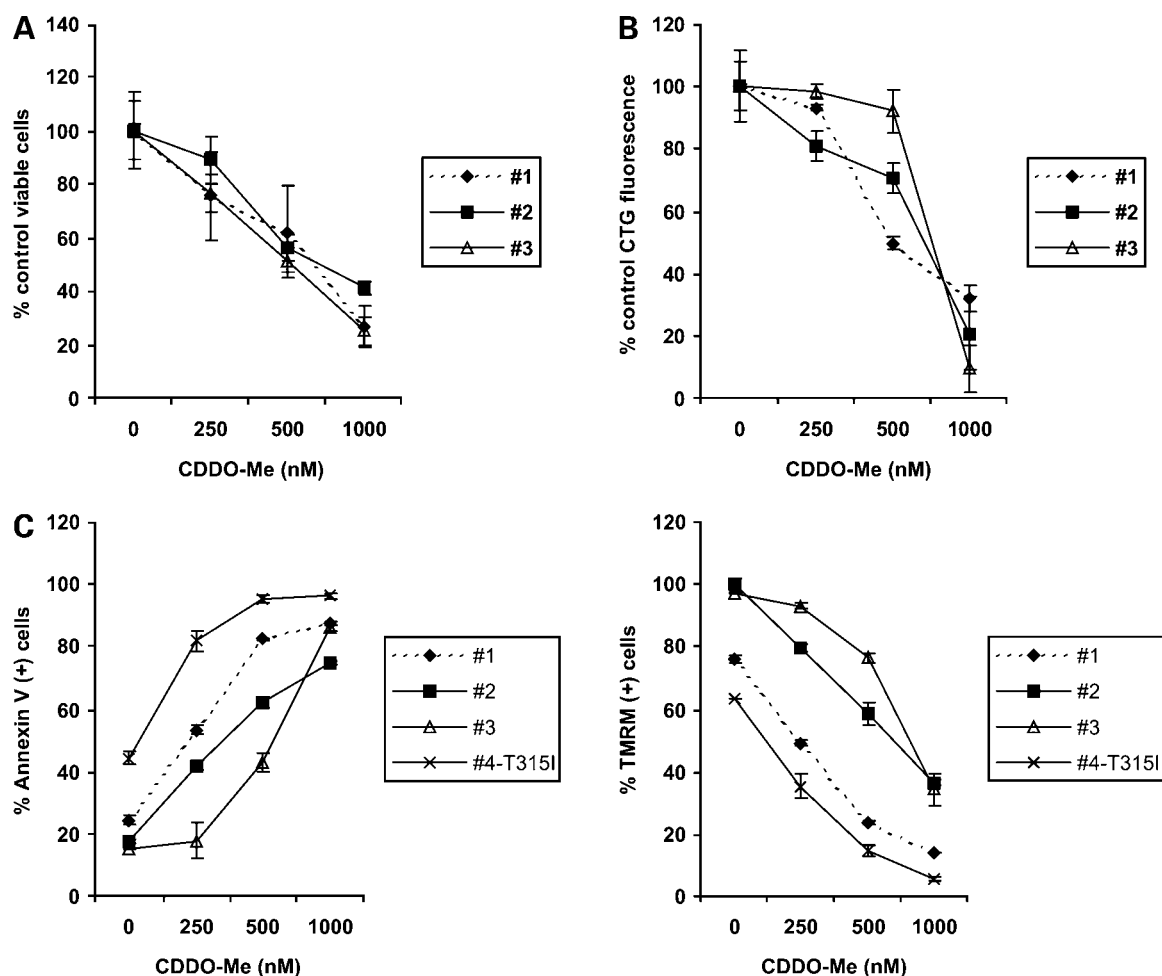 A
% control viable cells
140
120
100
80
60
40
20
0
0 250 500 1000
CDDO-Me (nM)
#1
#2
#3
B
% control CTG fluorescence
120
100
80
60
40
20
0
0 250 500 1000
CDDO-Me (nM)
#1
#2
#3
C
% Annexin V (+) cells
120
100
80
60
40
20
0
0 250 500 1000
CDDO-Me (nM)
#1
#2
#3
#4-T315I
% TMRM (+) cells
120
100
80
60
40
20
0
0 250 500 1000
CDDO-Me (nM)
#1
#2
#3
#4-T315I